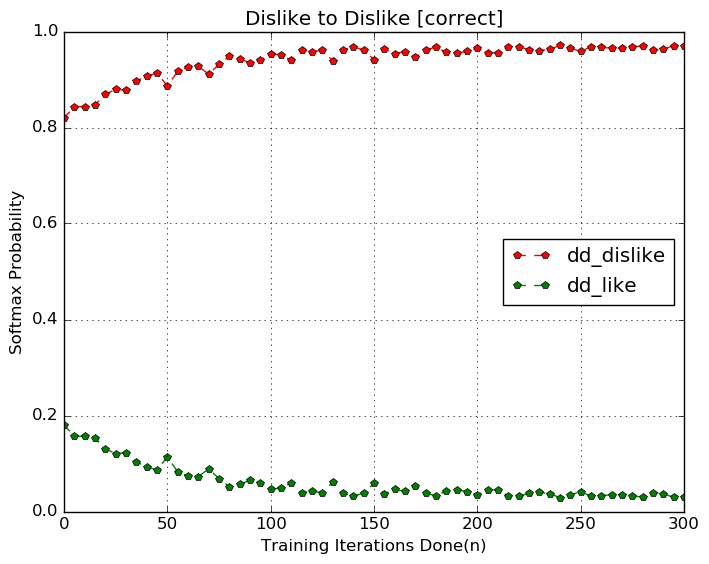 Dislike to Dislike [correct]
1.0
0.8
0.6
0.4
0.2
0.0
Softmax Probability
dd_dislike
dd_like
0 50 100 150 200 250 300
Training Iterations Done(n)